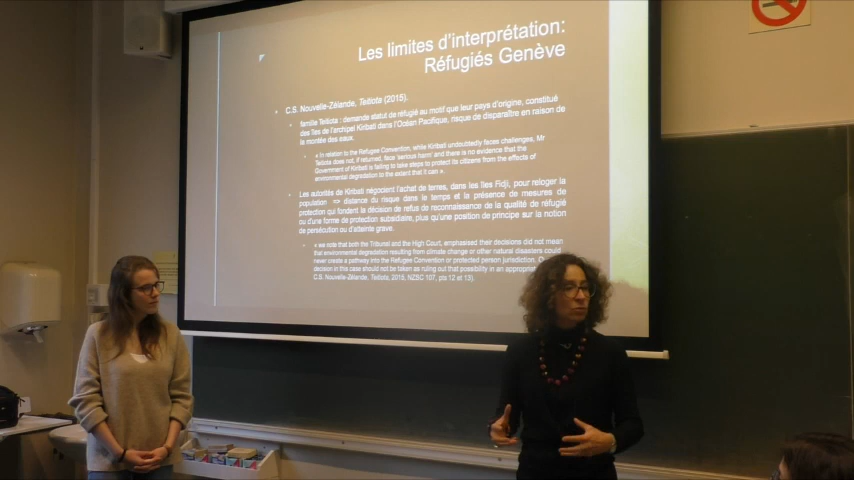 Les limites d'interprétation:
Réfugiés Genève
C.S. Nouvelle-Zélande, Teitiota (2015).
famille Teitiota : demande statut de réfugié au motif que leur pays d'origine, constitué
des îles de l'archipel Kiribati dans l'Océan Pacifique, risque de disparaître en raison de
la montée des eaux.
« In relation to the Refugee Convention, while Kiribati undoubtedly faces challenges, Mr
Teitiota does not, if returned, face 'serious harm' and there is no evidence that the
Government of Kiribati is failing to take steps to protect its citizens from the effects of
environmental degradation to the extent that it can ».
Les autorités de Kiribati négocient l'achat de terres, dans les îles Fidji, pour reloger la
population => distance du risque dans le temps et la présence de mesures de
protection qui fondent la décision de refus de reconnaissance de la qualité de réfugié
ou d'une forme de protection subsidiaire, plus qu'une position de principe sur la notion
de persécution ou d'atteinte grave.
« we note that both the Tribunal and the High Court, emphasised their decisions did not mean
that environmental degradation resulting from climate change or other natural disasters could
never create a pathway into the Refugee Convention or protected person jurisdiction.
decision in this case should not be taken as ruling out that possibility in an appropriate
C.S. Nouvelle-Zélande, Teitiota, 2015, NZSC 107, pts 12 et 13).